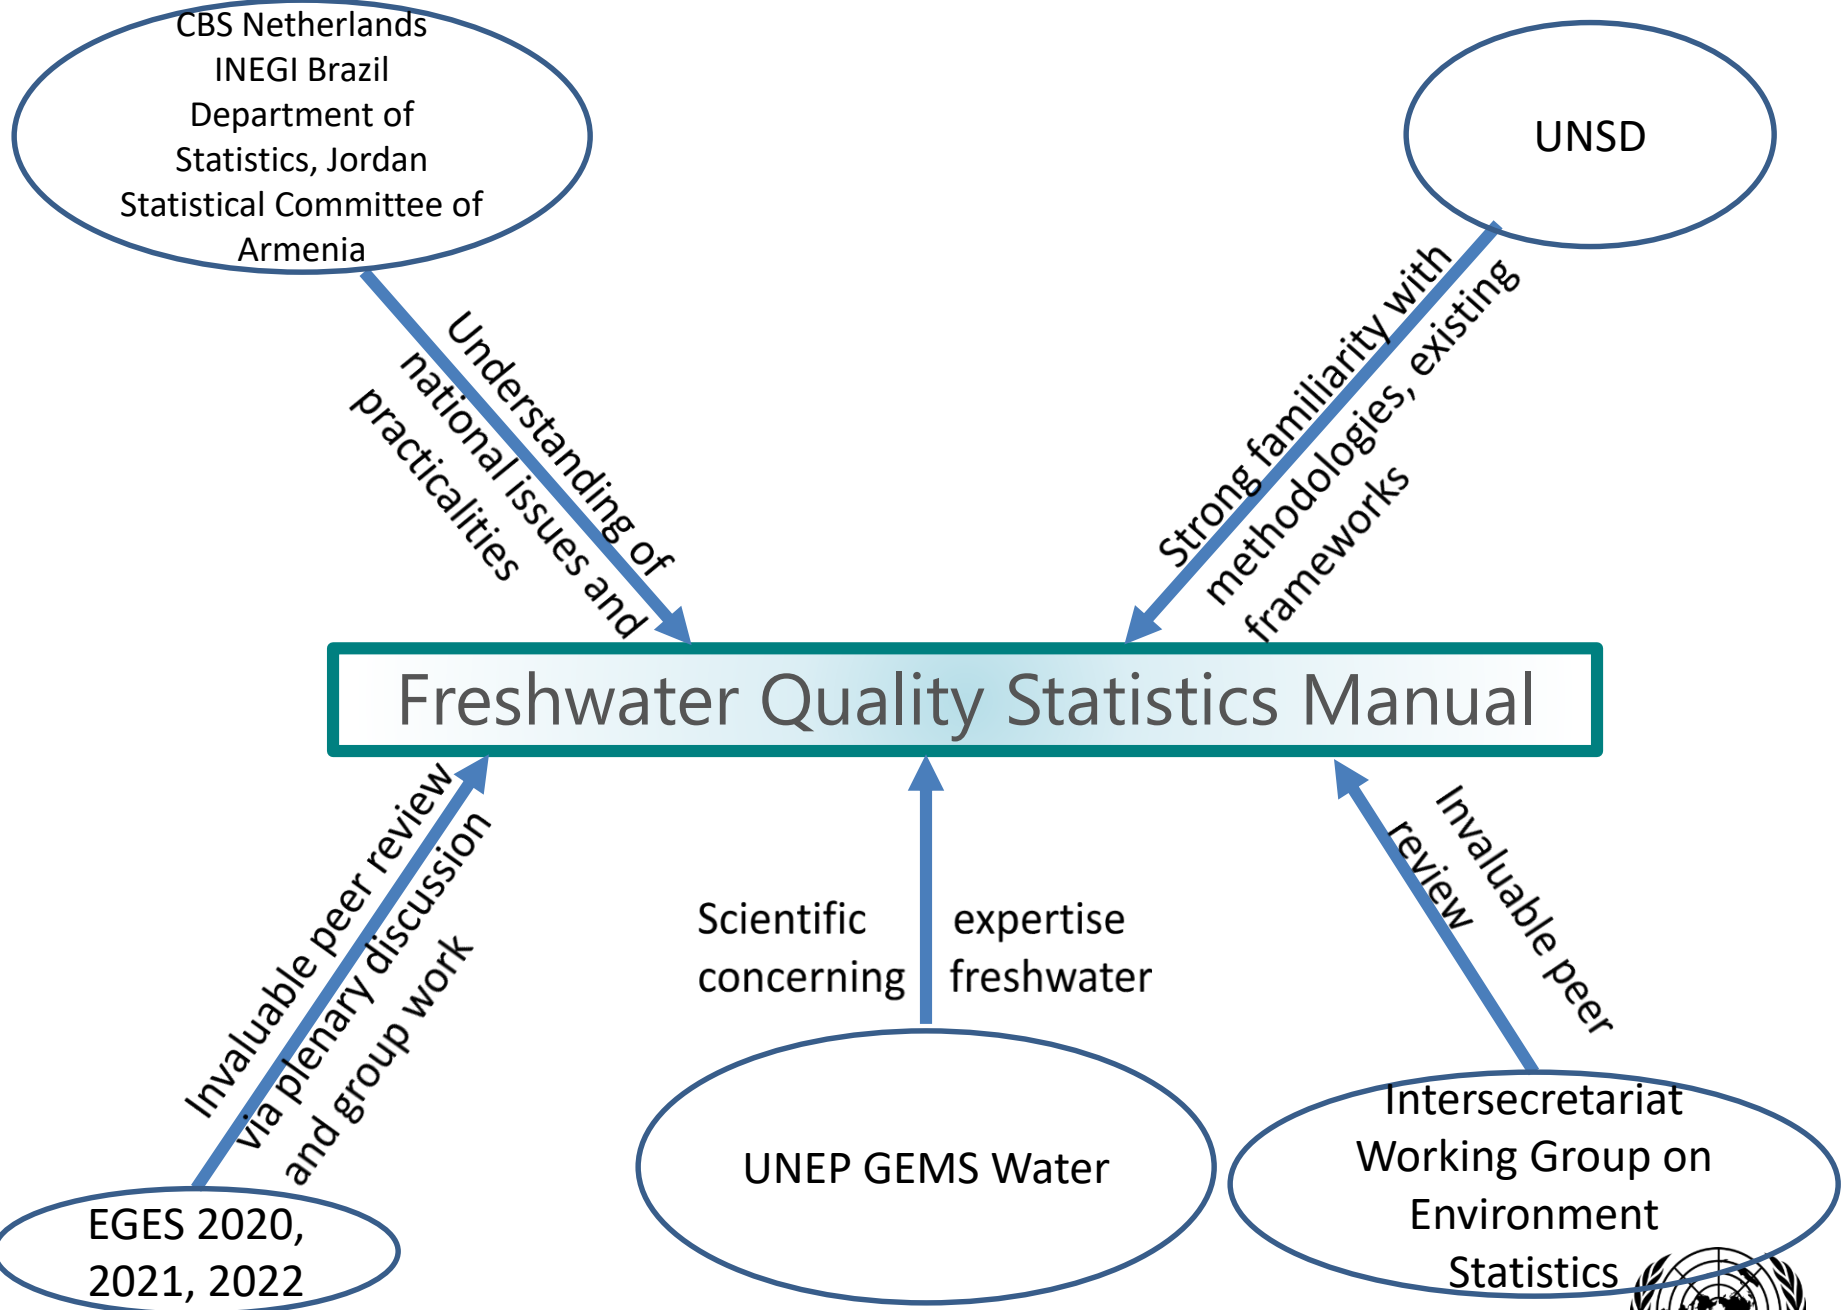 CBS Netherlands
INEGI Brazil
Department of
Statistics, Jordan
Statistical Committee of
Armenia
UNSD
Understanding of
national issues and
practicalities
Strong familiarity with
methodologies, existing
frameworks
Freshwater Quality Statistics Manual
Invaluable peer review
via plenary discussion
and group work
Scientific expertise
concerning freshwater
Invaluable peer
review
EGES 2020,
2021, 2022
UNEP GEMS Water
Intersecretariat
Working Group on
Environment
Statistics